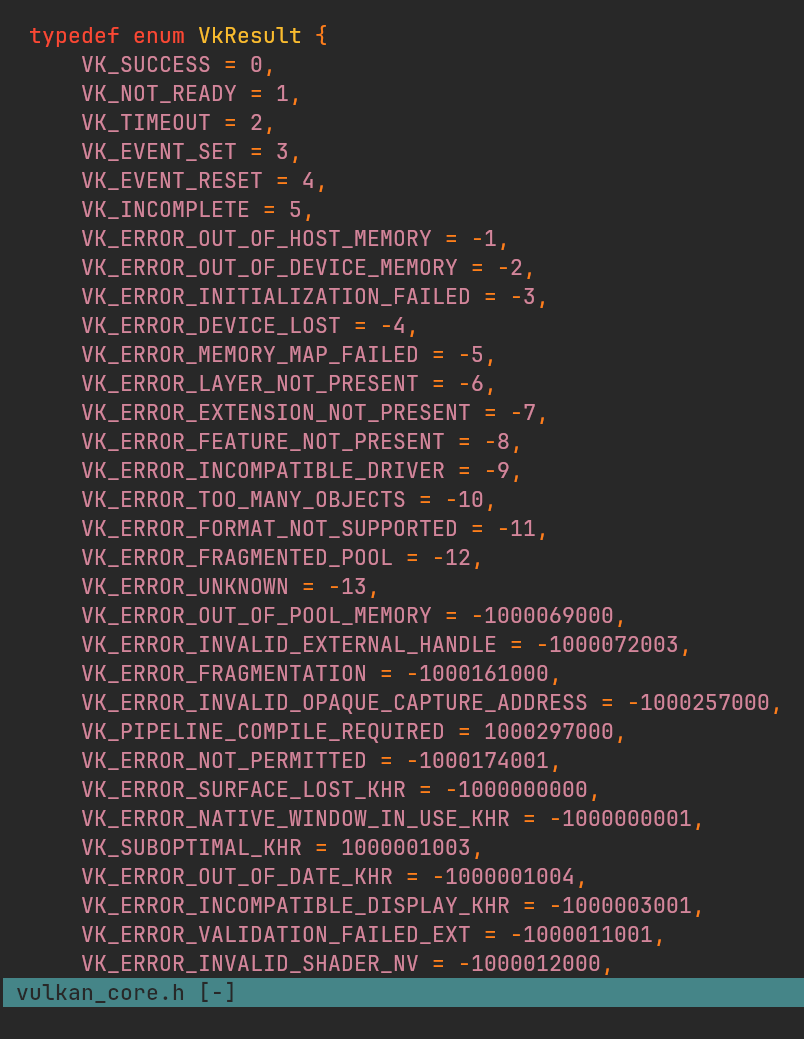 typedef enum VkResult {
    VK_SUCCESS = 0,
    VK_NOT_READY = 1,
    VK_TIMEOUT = 2,
    VK_EVENT_SET = 3,
    VK_EVENT_RESET = 4,
    VK_INCOMPLETE = 5,
    VK_ERROR_OUT_OF_HOST_MEMORY = -1,
    VK_ERROR_OUT_OF_DEVICE_MEMORY = -2,
    VK_ERROR_INITIALIZATION_FAILED = -3,
    VK_ERROR_DEVICE_LOST = -4,
    VK_ERROR_MEMORY_MAP_FAILED = -5,
    VK_ERROR_LAYER_NOT_PRESENT = -6,
    VK_ERROR_EXTENSION_NOT_PRESENT = -7,
    VK_ERROR_FEATURE_NOT_PRESENT = -8,
    VK_ERROR_INCOMPATIBLE_DRIVER = -9,
    VK_ERROR_TOO_MANY_OBJECTS = -10,
    VK_ERROR_FORMAT_NOT_SUPPORTED = -11,
    VK_ERROR_FRAGMENTED_POOL = -12,
    VK_ERROR_UNKNOWN = -13,
    VK_ERROR_OUT_OF_POOL_MEMORY = -1000069000,
    VK_ERROR_INVALID_EXTERNAL_HANDLE = -1000072003,
    VK_ERROR_FRAGMENTATION = -1000161000,
    VK_ERROR_INVALID_OPAQUE_CAPTURE_ADDRESS = -1000257000,
    VK_PIPELINE_COMPILE_REQUIRED = 1000297000,
    VK_ERROR_NOT_PERMITTED = -1000174001,
    VK_ERROR_SURFACE_LOST_KHR = -1000000000,
    VK_ERROR_NATIVE_WINDOW_IN_USE_KHR = -1000000001,
    VK_SUBOPTIMAL_KHR = 1000001003,
    VK_ERROR_OUT_OF_DATE_KHR = -1000001004,
    VK_ERROR_INCOMPATIBLE_DISPLAY_KHR = -1000003001,
    VK_ERROR_VALIDATION_FAILED_EXT = -1000011001,
    VK_ERROR_INVALID_SHADER_NV = -1000012000,
vulkan_core.h [-]